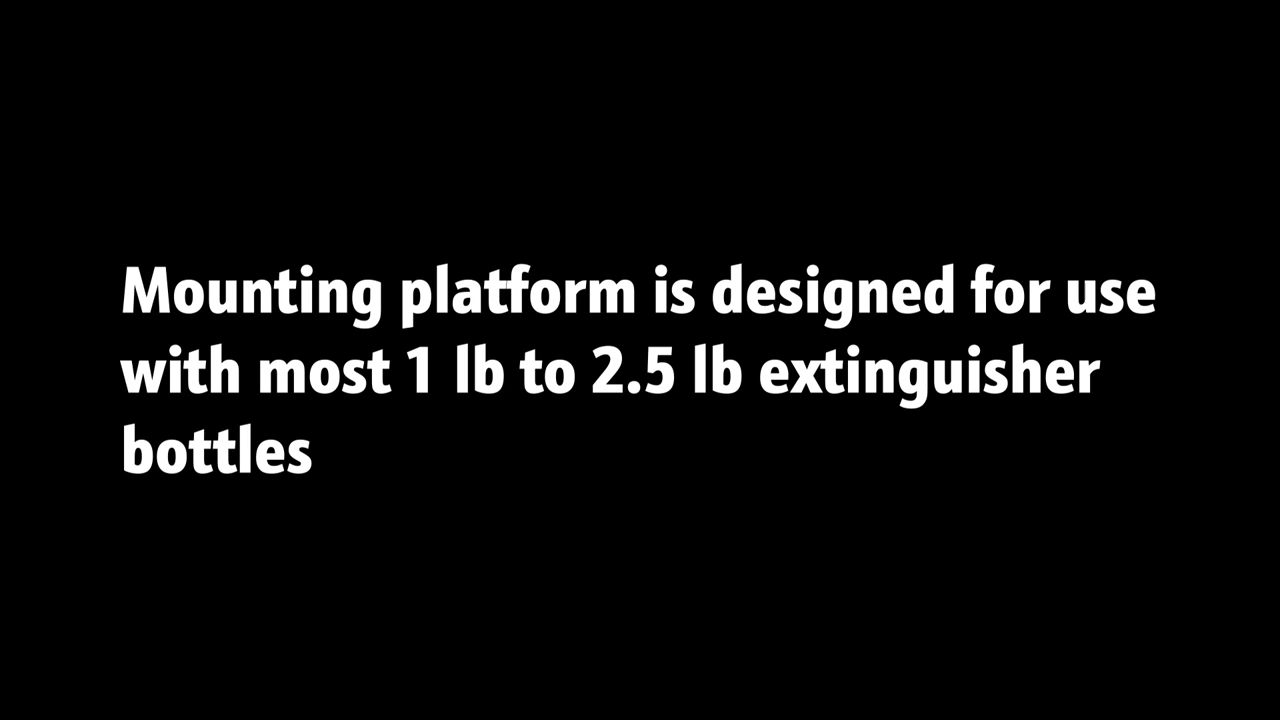 Mounting platform is designed for use
with most 1 lb to 2.5 lb extinguisher
bottles